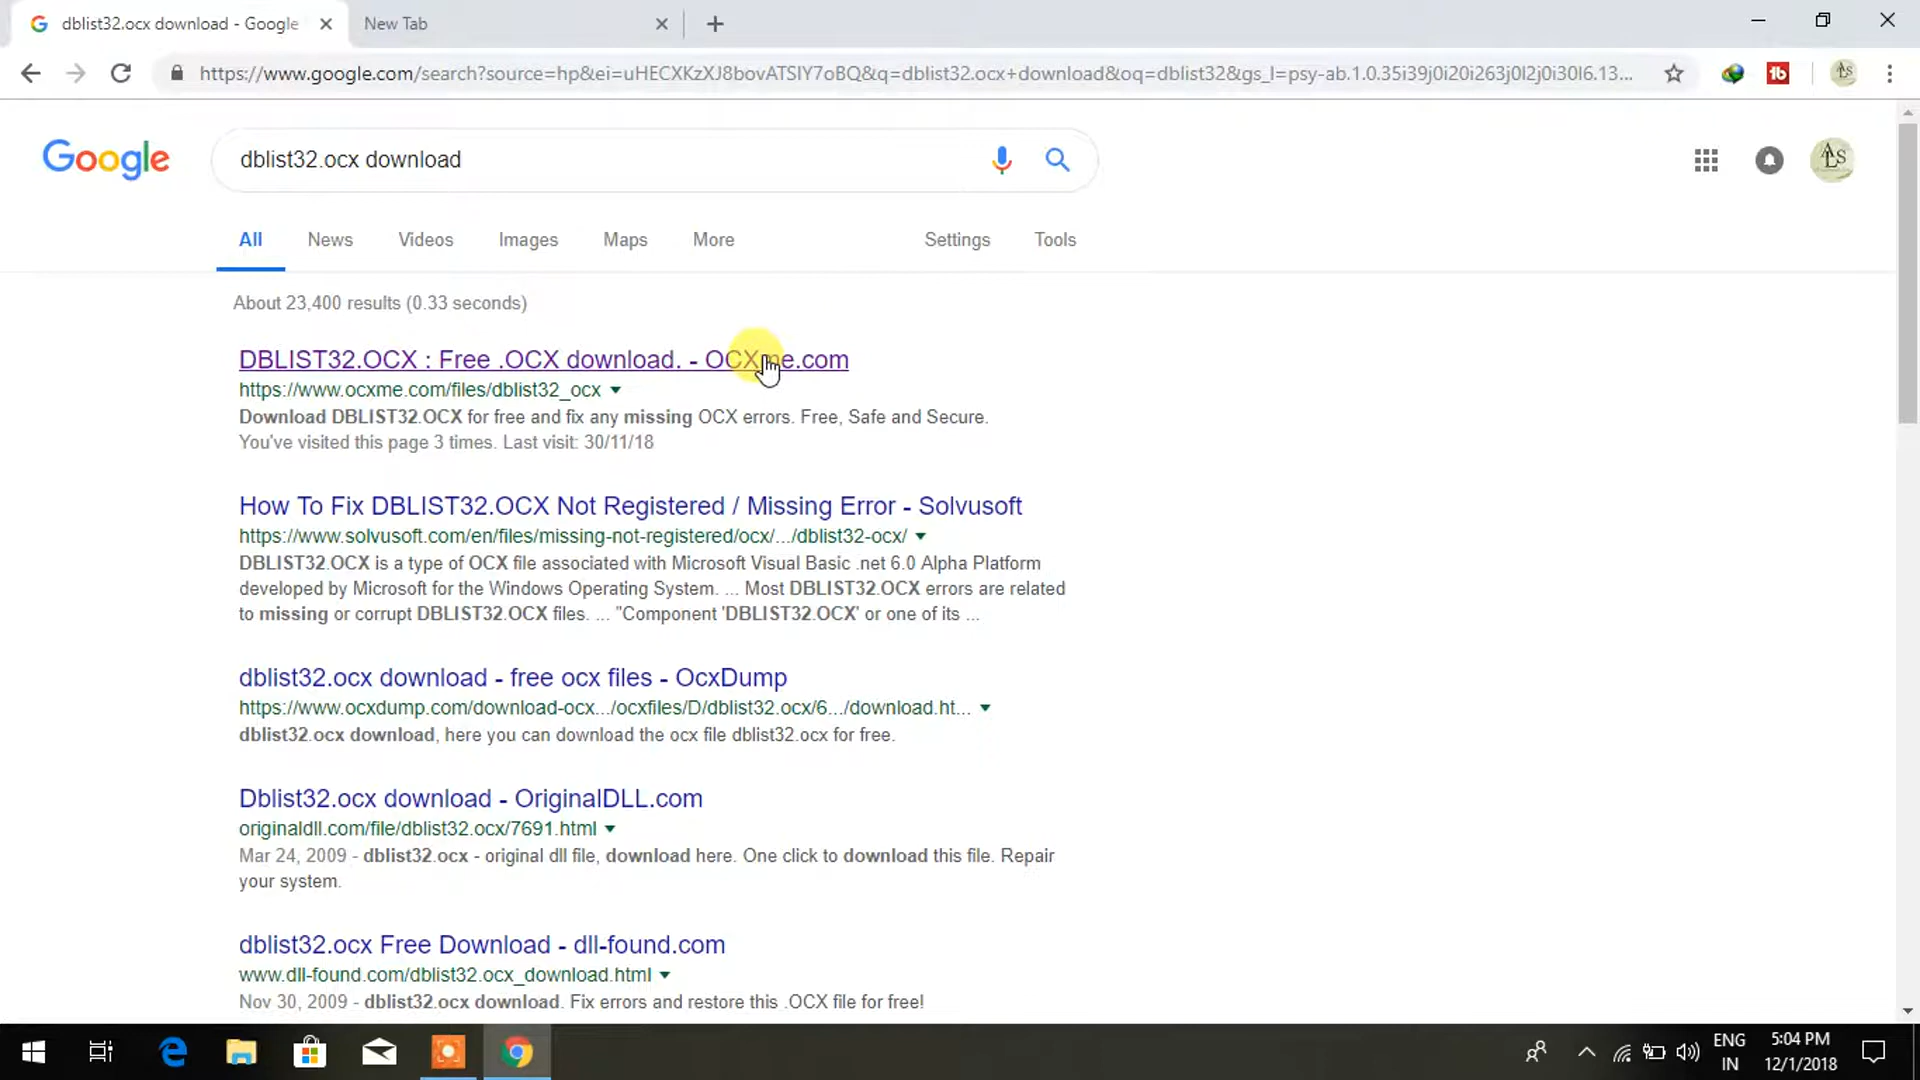 dblist32.ocx download - Google
New Tab
https://www.google.com/search?source=hp&ei=uHECXKzXJ8bovATSIY7oBQ&q=dblist32.ocx+download&oq=dblist32&gs_l=psy-ab.1.0.35i39j0i20i263j0l2j0i30l6.13...
Google
dblist32.ocx download
All News Videos Images Maps More Settings Tools
About 23,400 results (0.33 seconds)
DBLIST32.OCX : Free .OCX download. - OCXme.com
https://www.ocxme.com/files/dblist32_ocx
Download DBLIST32.OCX for free and fix any missing OCX errors. Free, Safe and Secure.
You've visited this page 3 times. Last visit: 30/11/18
How To Fix DBLIST32.OCX Not Registered / Missing Error - Solvusoft
https://www.solvusoft.com/en/files/missing-not-registered/ocx/.../dblist32-ocx/
DBLIST32.OCX is a type of OCX file associated with Microsoft Visual Basic .net 6.0 Alpha Platform
developed by Microsoft for the Windows Operating System. ... Most DBLIST32.OCX errors are related
to missing or corrupt DBLIST32.OCX files. ... "Component 'DBLIST32.OCX' or one of its ...
dblist32.ocx download - free ocx files - OcxDump
https://www.ocxdump.com/download-ocx.../ocxfiles/D/dblist32.ocx/6.../download.ht...
dblist32.ocx download, here you can download the ocx file dblist32.ocx for free.
Dblist32.ocx download - OriginalDLL.com
originaldll.com/file/dblist32.ocx/7691.html
Mar 24, 2009 - dblist32.ocx - original dll file, download here. One click to download this file. Repair
your system.
dblist32.ocx Free Download - dll-found.com
www.dll-found.com/dblist32.ocx_download.html
Nov 30, 2009 - dblist32.ocx download. Fix errors and restore this .OCX file for free!
ENG
IN
5:04 PM
12/1/2018